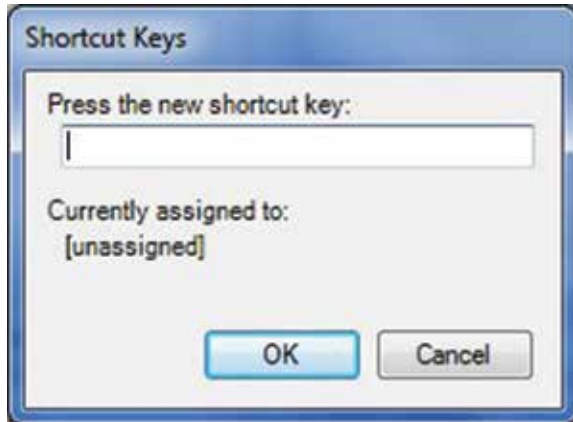 Shortcut Keys
Press the new shortcut key:
Currently assigned to:
[unassigned]
OK Cancel